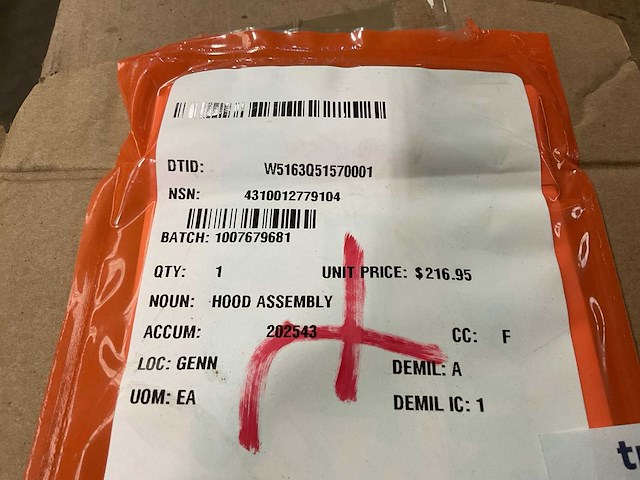 DTID: W5163Q51570001
NSN: 4310012779104
BATCH: 1007679681
QTY: 1 UNIT PRICE: $216.95
NOUN: HOOD ASSEMBLY
ACCUM: 202543 CC: F
LOC: GENN DEMIL: A
UOM: EA DEMIL IC: 1